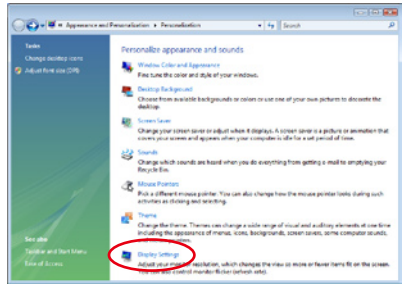 Appearance and Personalization ▸ Personalization
Search
Tasks
Change desktop icons
Adjust font size (DPI)
Personalize appearance and sounds
Window Color and Appearance
Fine tune the color and style of your windows.
Desktop Background
Choose from available backgrounds or colors or use one of your own pictures to decorate the
desktop.
Screen Saver
Change your screen saver or adjust when it displays. A screen saver is a picture or animation that
covers your screen and appears when your computer is idle for a set period of time.
Sounds
Change which sounds are heard when you do everything from getting e-mail to emptying your
Recycle Bin.
Mouse Pointers
Pick a different mouse pointer. You can also change how the mouse pointer looks during such
activities as clicking and selecting.
Theme
Change the theme. Themes can change a wide range of visual and auditory elements at one time
including the appearance of menus, icons, backgrounds, screen savers, some computer sounds,
See also
Taskbar and Start Menu
Ease of Access
Display Settings
Adjust your monitor resolution, which changes the view so more or fewer items fit on the screen.
You can also control monitor flicker (refresh rate).